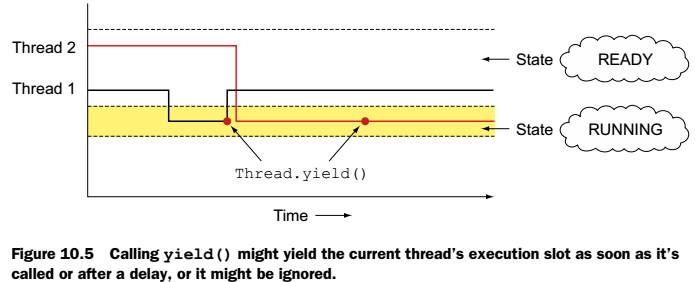 Thread 2
State
READY
Thread 1
State
RUNNING
Thread.yield()
Time
Figure 10.5 Calling yield() might yield the current thread's execution slot as soon as it's
called or after a delay, or it might be ignored.